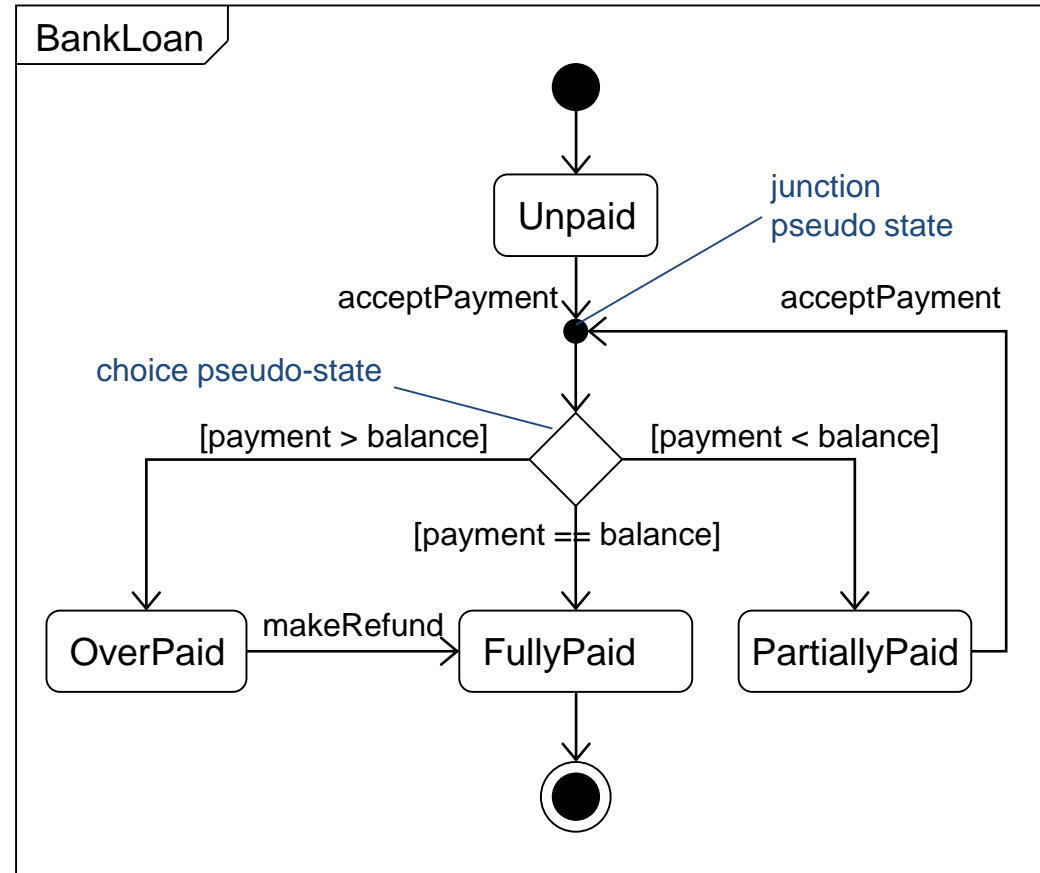 BankLoan
Unpaid
junction
pseudo state
acceptPayment
acceptPayment
choice pseudo-state
[payment > balance]
[payment < balance]
[payment == balance]
OverPaid
makeRefund
FullyPaid
PartiallyPaid